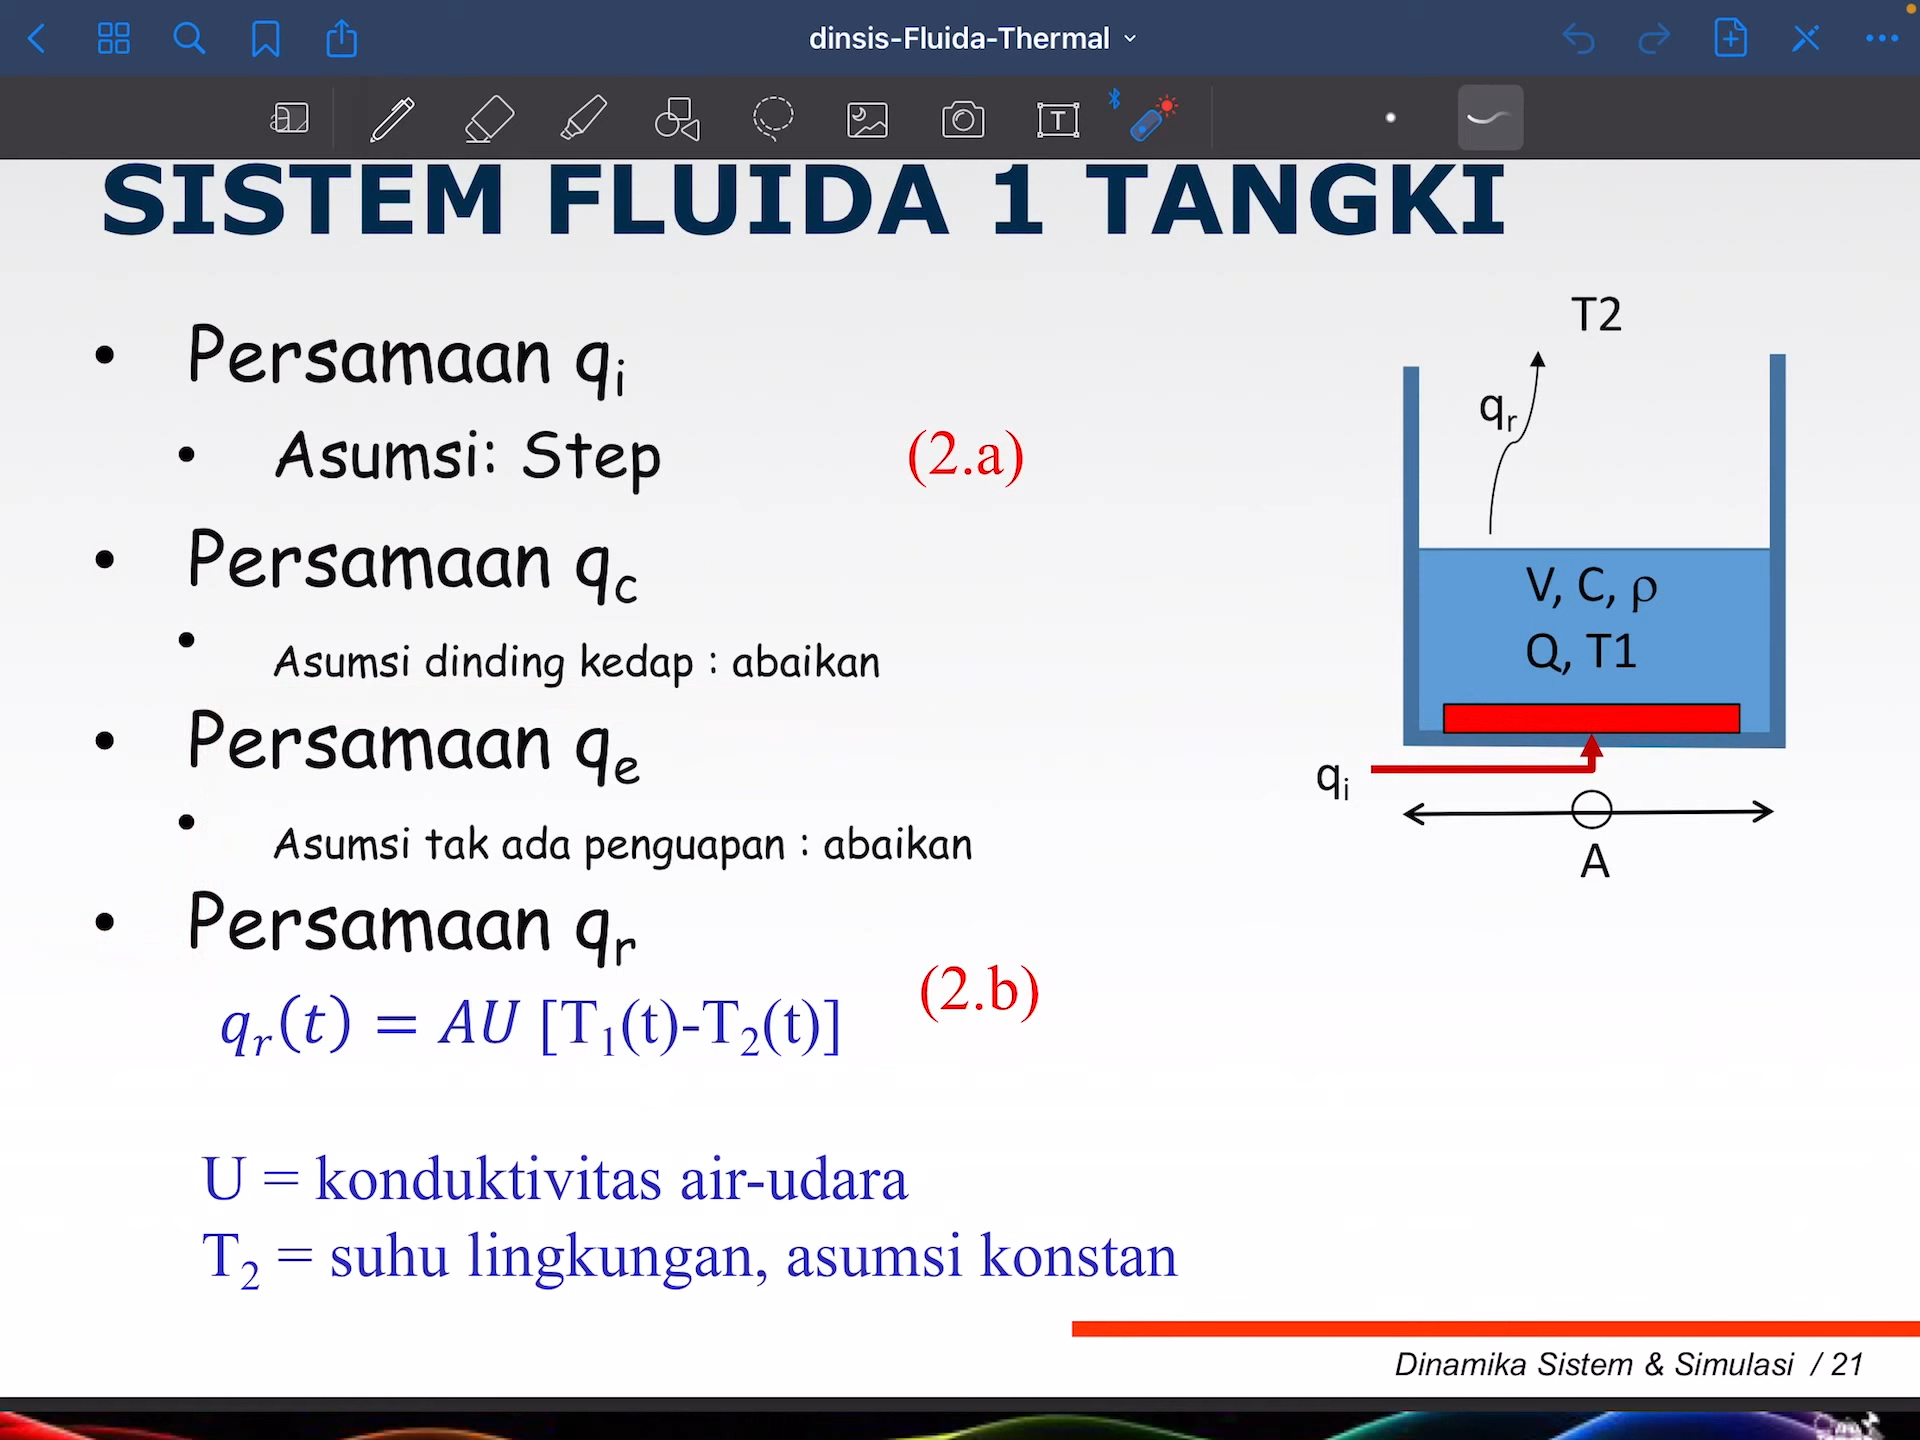 dinsis-Fluida-Thermal
T
SISTEM FLUIDA 1 TANGKI
• Persamaan qᵢ
• Asumsi: Step (2.a)
• Persamaan q_c
• Asumsi dinding kedap : abaikan
• Persamaan qₑ
• Asumsi tak ada penguapan : abaikan
• Persamaan qᵣ
(2.b)
qᵣ(t) = AU [T₁(t)-T₂(t)]
U = konduktivitas air-udara
T₂ = suhu lingkungan, asumsi konstan
T2
qᵣ
V, C, ρ
Q, T1
qᵢ
A
Dinamika Sistem & Simulasi / 21